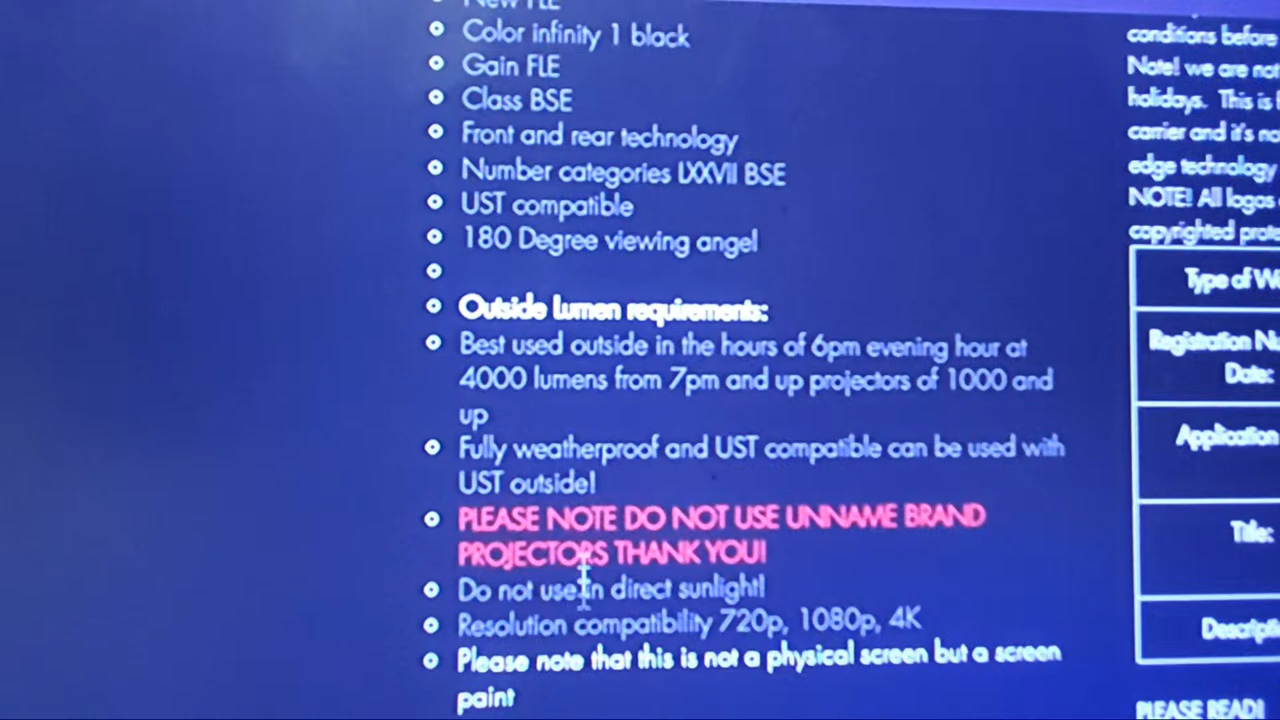 New FLE
Color infinity 1 black
Gain FLE
Class BSE
Front and rear technology
Number categories LXXVII BSE
UST compatible
180 Degree viewing angel
Outside lumen requirements:
Best used outside in the hours of 6pm evening hour at
4000 lumens from 7pm and up projectors of 1000 and
up
Fully weatherproof and UST compatible can be used with
UST outside!
PLEASE NOTE DO NOT USE UNNAME BRAND
PROJECTORS THANK YOU!
Do not use in direct sunlight!
Resolution compatibility 720p, 1080p, 4K
Please note that this is not a physical screen but a screen
paint
conditions before
Note! we are not
holidays. This is
carrier and it's
edge technology
NOTE! All logos
copyrighted
Type of
Registration
Date:
Application
Title:
PLEASE READ!